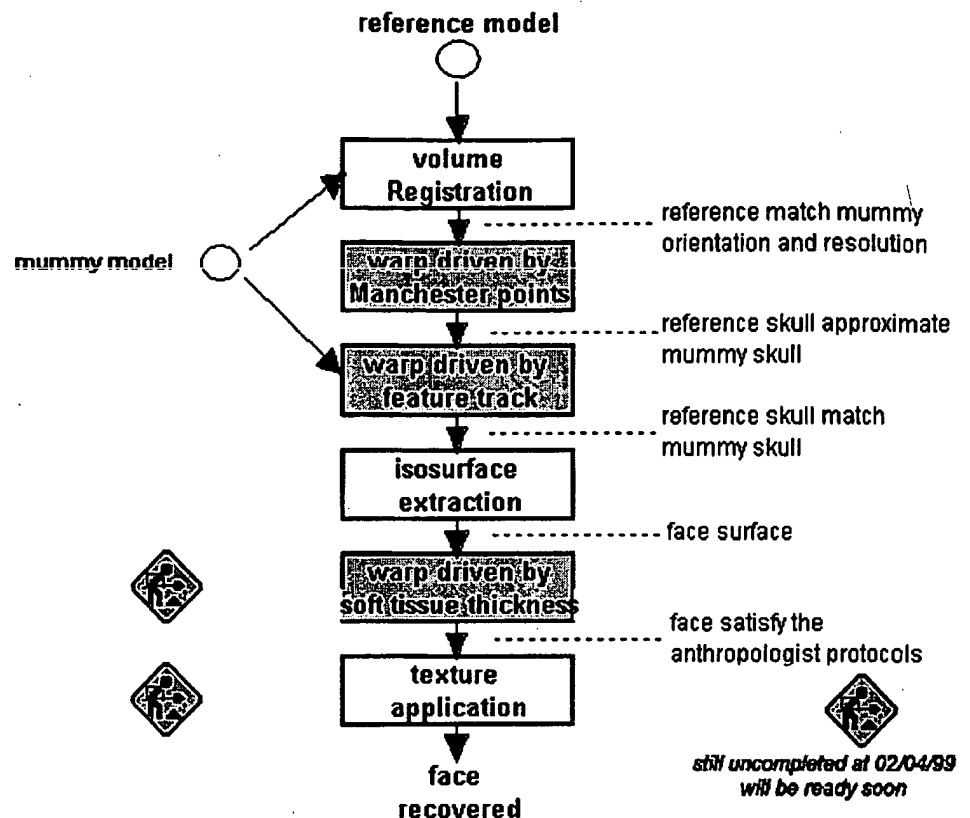 reference model
volume
Registration
reference match mummy
orientation and resolution
mummy model
warp driven by
Manchester points
reference skull approximate
mummy skull
warp driven by
feature track
reference skull match
mummy skull
isosurface
extraction
face surface
warp driven by
soft tissue thickness
face satisfy the
anthropologist protocols
texture
application
still uncompleted at 02/04/99
will be ready soon
face
recovered